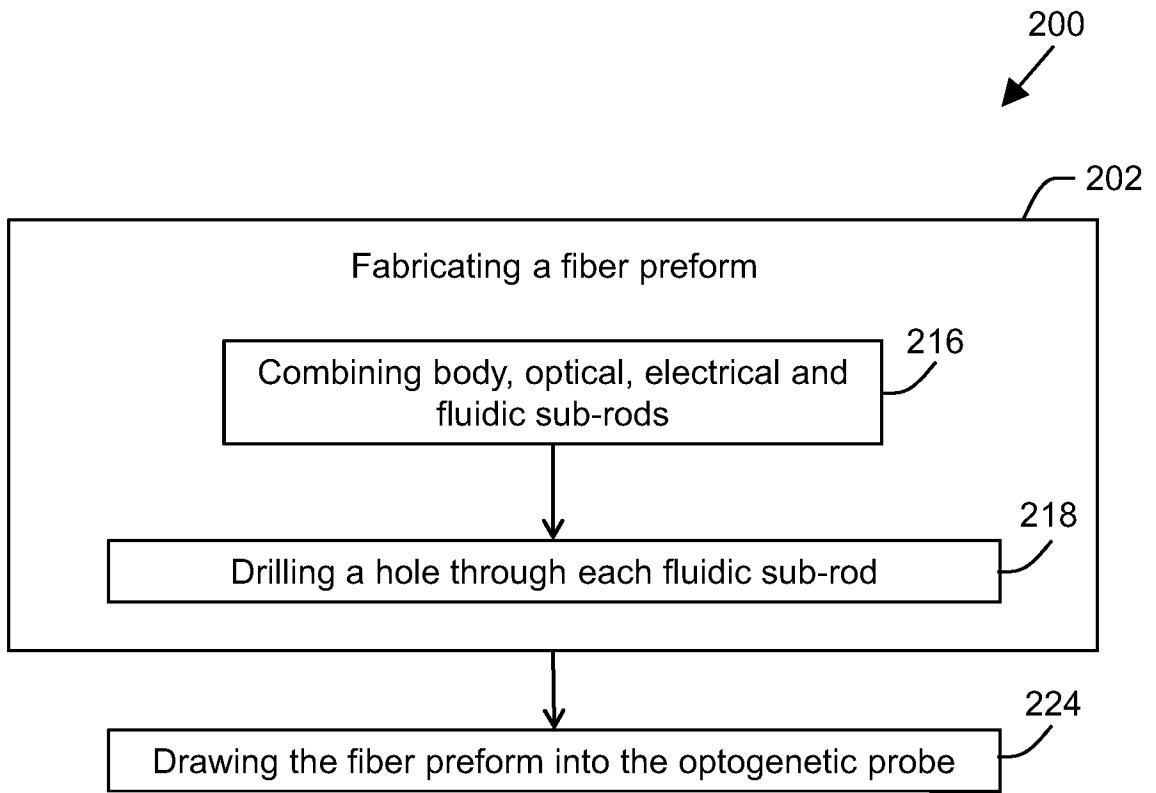 200
202
Fabricating a fiber preform
216
Combining body, optical, electrical and
fluidic sub-rods
218
Drilling a hole through each fluidic sub-rod
224
Drawing the fiber preform into the optogenetic probe